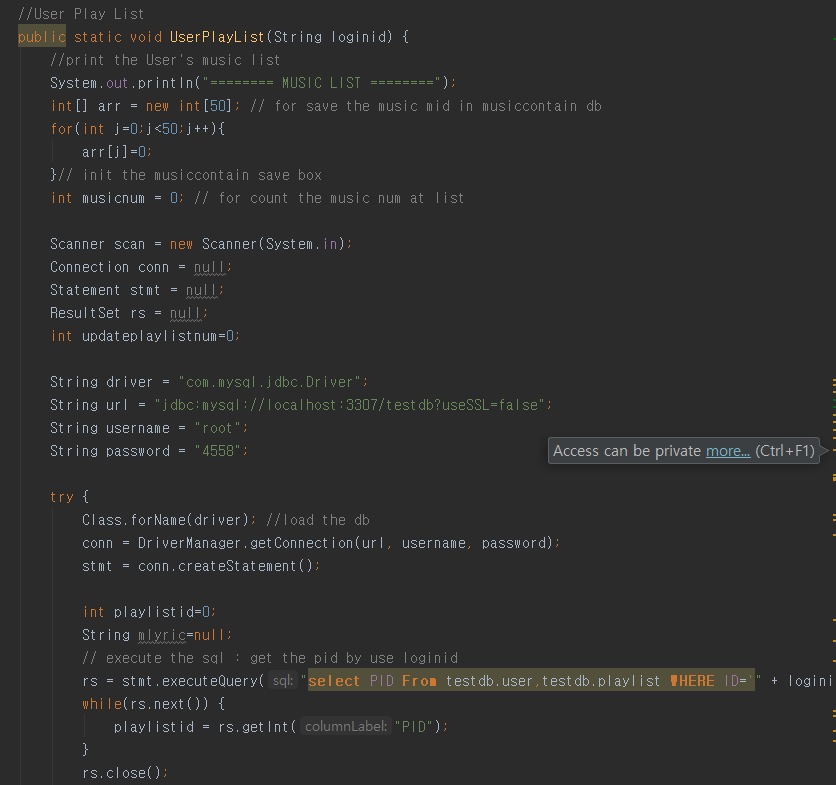 //User Play List
public static void UserPlayList(String loginid) {
//print the User's music list
System.out.println("======== MUSIC LIST ========");
int[] arr = new int[50]; // for save the music mid in musiccontain db
for(int j=0;j<50;j++){
arr[j]=0;
}// init the musiccontain save box
int musicnum = 0; // for count the music num at list
Scanner scan = new Scanner(System.in);
Connection conn = null;
Statement stmt = null;
ResultSet rs = null;
int updateplaylistnum=0;
String driver = "com.mysql.jdbc.Driver";
String url = "jdbc:mysql://localhost:3307/testdb?useSSL=false";
String username = "root";
String password = "4558";
Access can be private more... (Ctrl+F1)
try {
Class.forName(driver); //load the db
conn = DriverManager.getConnection(url, username, password);
stmt = conn.createStatement();
int playlistid=0;
String mlyric=null;
// execute the sql : get the pid by use loginid
rs = stmt.executeQuery( sql: "select PID From testdb.user,testdb.playlist WHERE ID='" + logini
while(rs.next()) {
playlistid = rs.getInt( columnLabel: "PID");
}
rs.close();